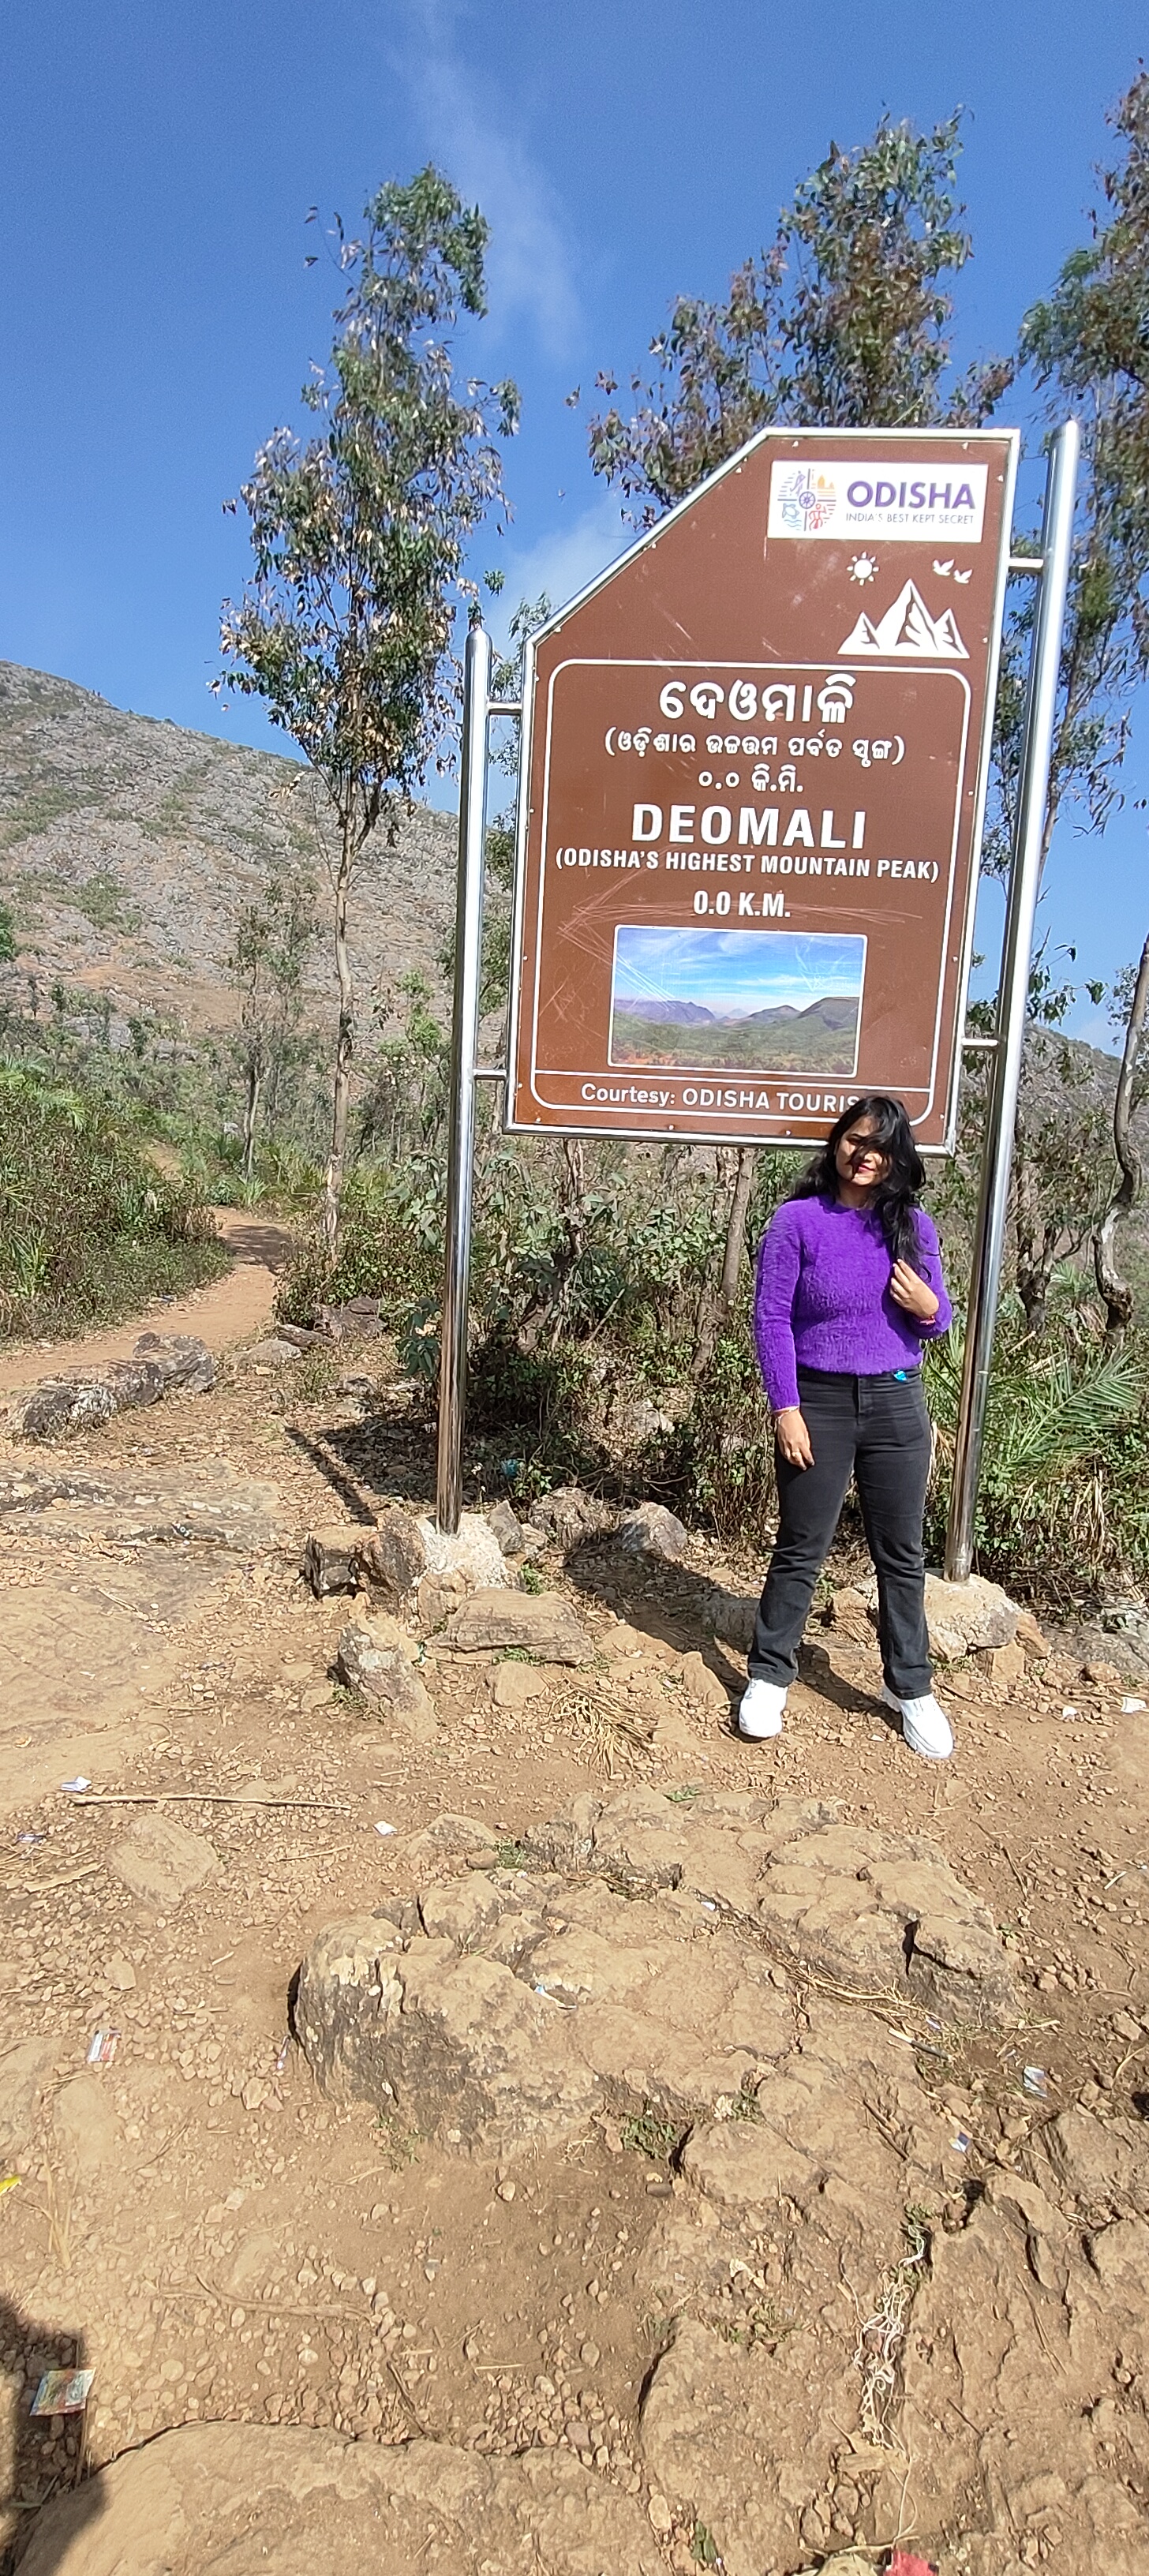 ODISHA
INDIA'S BEST KEPT SECRET
ଦେଓମାଳି
(ଓଡ଼ିଶାର ଉଚ୍ଚତମ ପର୍ବତ ସୃଙ୍ଗ)
୦.୦ କି.ମି.
DEOMALI
(ODISHA'S HIGHEST MOUNTAIN PEAK)
0.0 K.M.
Courtesy: ODISHA TOURIS